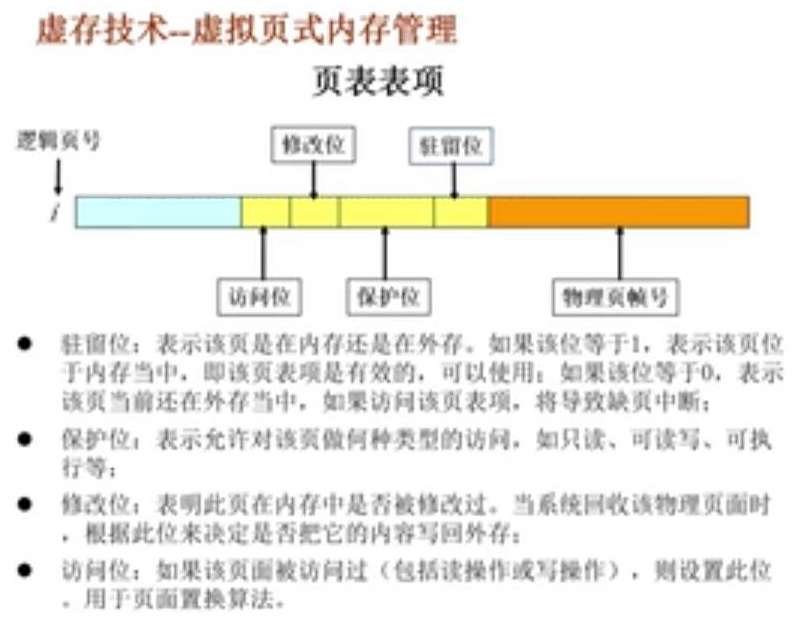 虚存技术--虚拟页式内存管理
页表表项
逻辑页号
修改位
驻留位
i
访问位
保护位
物理页帧号
● 驻留位：表示该页是在内存还是在外存。如果该位等于1，表示该页位
于内存当中，即该页表项是有效的，可以使用；如果该位等于0，表示
该页当前还在外存当中，如果访问该页表项，将导致缺页中断；
● 保护位：表示允许对该页做何种类型的访问，如只读、可读写、可执
行等；
● 修改位：表明此页在内存中是否被修改过。当系统回收该物理页面时
，根据此位来决定是否把它的内容写回外存；
● 访问位：如果该页面被访问过（包括读操作或写操作），则设置此位
。用于页面置换算法。